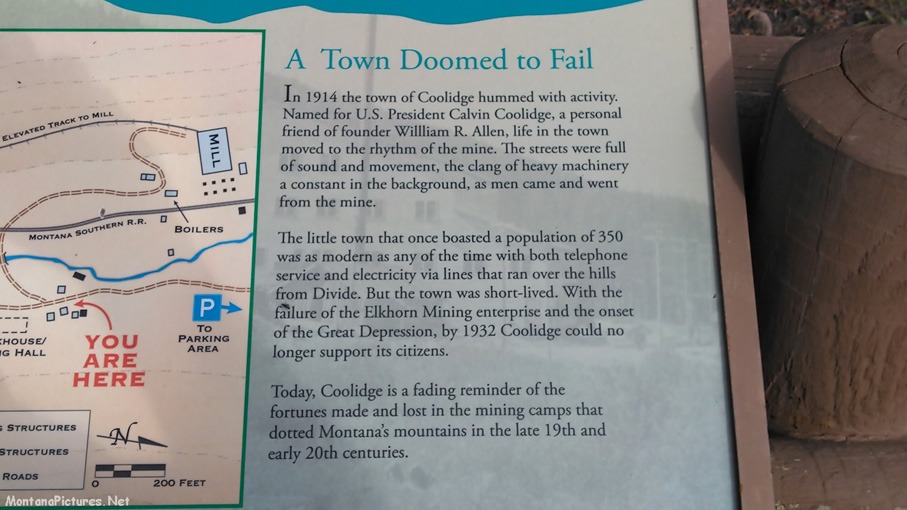 A Town Doomed to Fail
In 1914 the town of Coolidge hummed with activity.
Named for U.S. President Calvin Coolidge, a personal
friend of founder Willliam R. Allen, life in the town
moved to the rhythm of the mine. The streets were full
of sound and movement, the clang of heavy machinery
a constant in the background, as men came and went
from the mine.
The little town that once boasted a population of 350
was as modern as any of the time with both telephone
service and electricity via lines that ran over the hills
from Divide. But the town was short-lived. With the
failure of the Elkhorn Mining enterprise and the onset
of the Great Depression, by 1932 Coolidge could no
longer support its citizens.
Today, Coolidge is a fading reminder of the
fortunes made and lost in the mining camps that
dotted Montana's mountains in the late 19th and
early 20th centuries.
Elevated Track to Mill
Mill
Montana Southern R.R.
Boilers
P
To
Parking
Area
You
Are
Here
Structures
Structures
Roads
N
0 200 Feet
MontanaPictures.Net